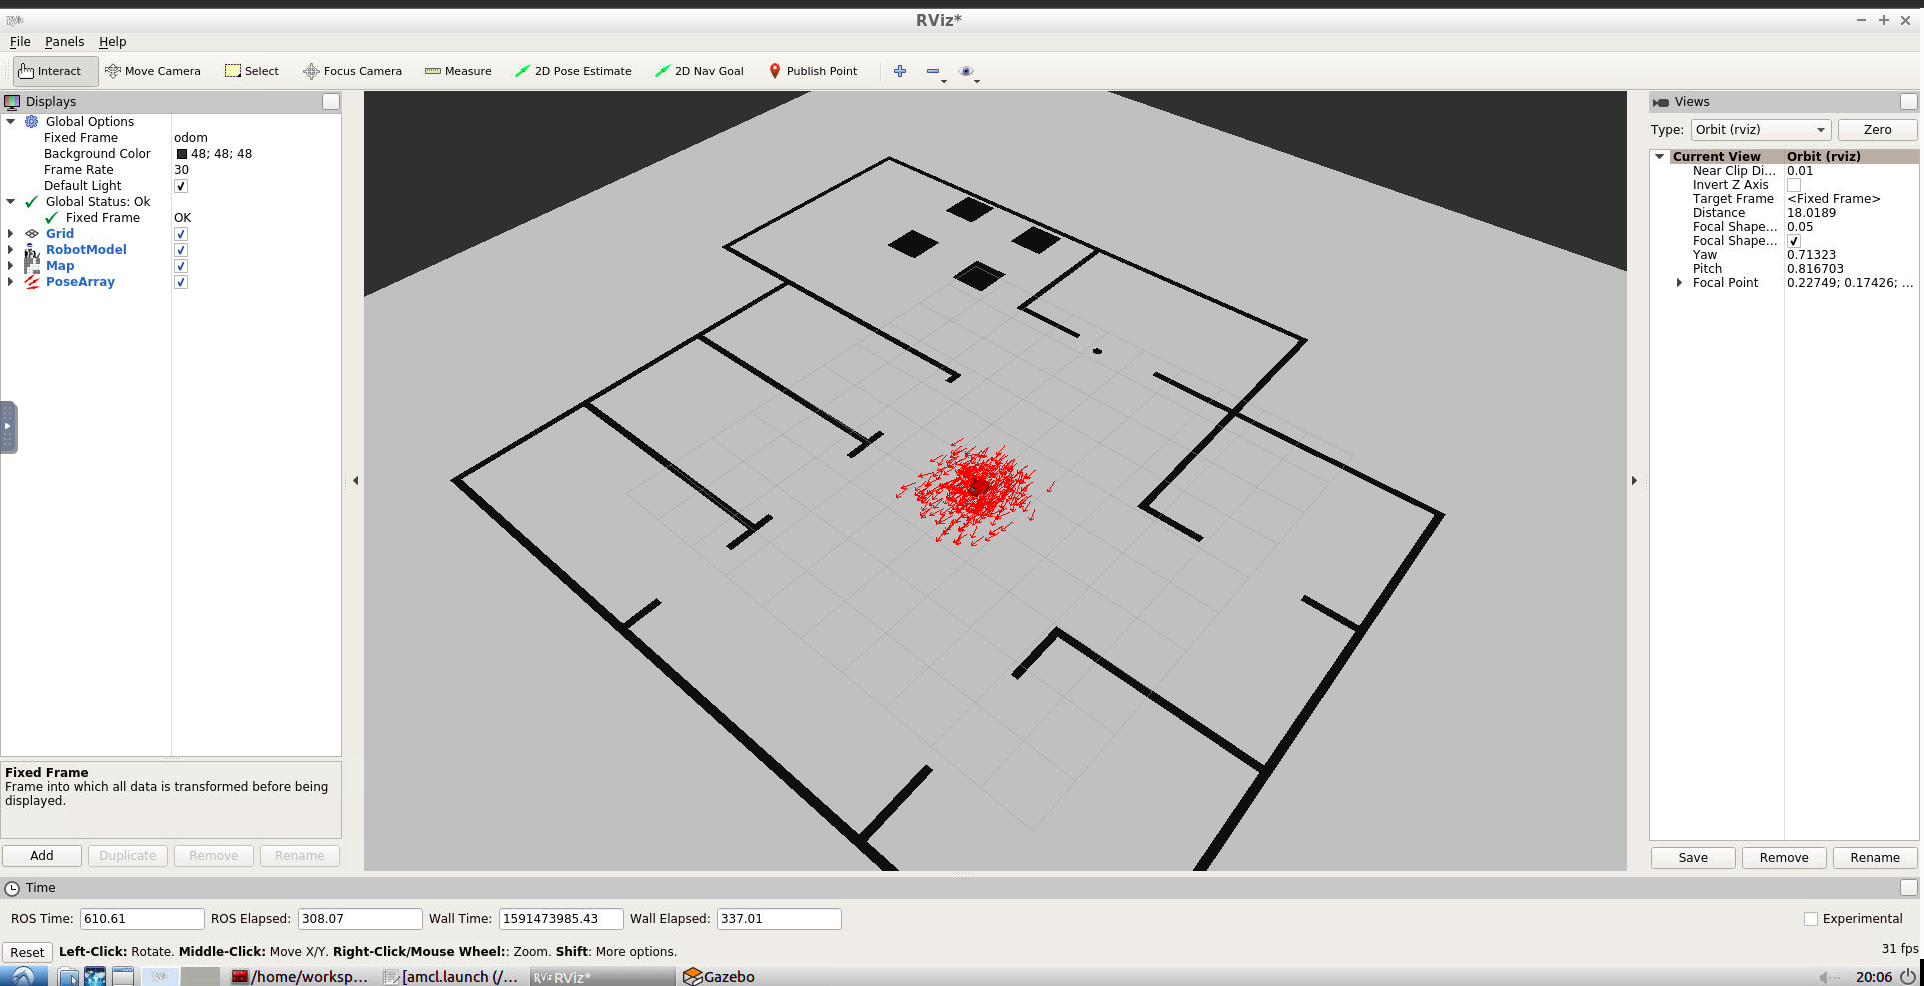 RViz*
File Panels Help
Interact Move Camera Select Focus Camera Measure 2D Pose Estimate 2D Nav Goal Publish Point
Displays
Global Options
Fixed Frame odom
Background Color 48; 48; 48
Frame Rate 30
Default Light
Global Status: Ok
Fixed Frame OK
Grid
RobotModel
Map
PoseArray
Fixed Frame
Frame into which all data is transformed before being
displayed.
Add Duplicate Remove Rename
Views
Type: Orbit (rviz) Zero
Current View Orbit (rviz)
Near Clip Di... 0.01
Invert Z Axis
Target Frame <Fixed Frame>
Distance 18.0189
Focal Shape... 0.05
Focal Shape...
Yaw 0.71323
Pitch 0.816703
Focal Point 0.22749; 0.17426; ...
Save Remove Rename
Time
ROS Time: 610.61 ROS Elapsed: 308.07 Wall Time: 1591473985.43 Wall Elapsed: 337.01 Experimental
Reset Left-Click: Rotate. Middle-Click: Move X/Y. Right-Click/Mouse Wheel:: Zoom. Shift: More options. 31 fps
/home/worksp... [amcl.launch (/... RViz RViz* Gazebo 20:06